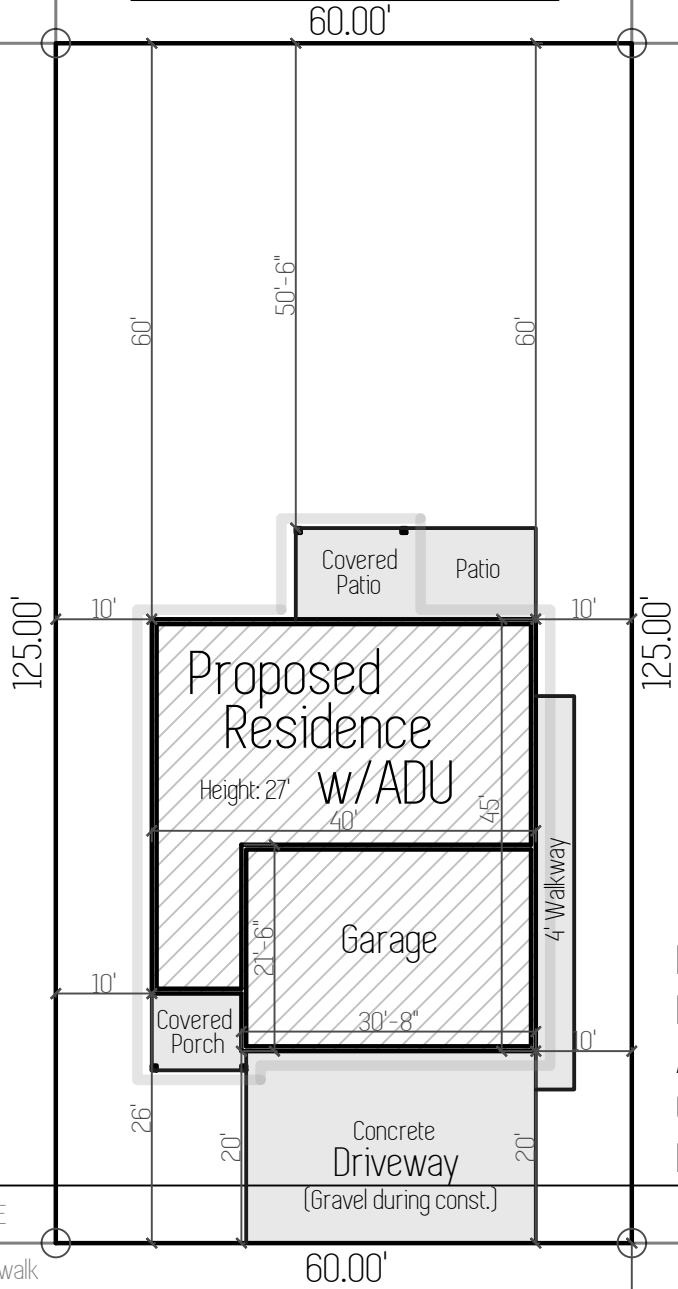 60.00'
50'-6"
60'
60'
Covered
Patio
Patio
10'
10'
125.00'
125.00'
Proposed
Residence
w/ADU
Height: 27'
40'
45'
4' Walkway
Garage
21'-6"
10'
30'-8"
10'
Covered
Porch
26'
20'
20'
Concrete
Driveway
(Gravel during const.)
60.00'
walk